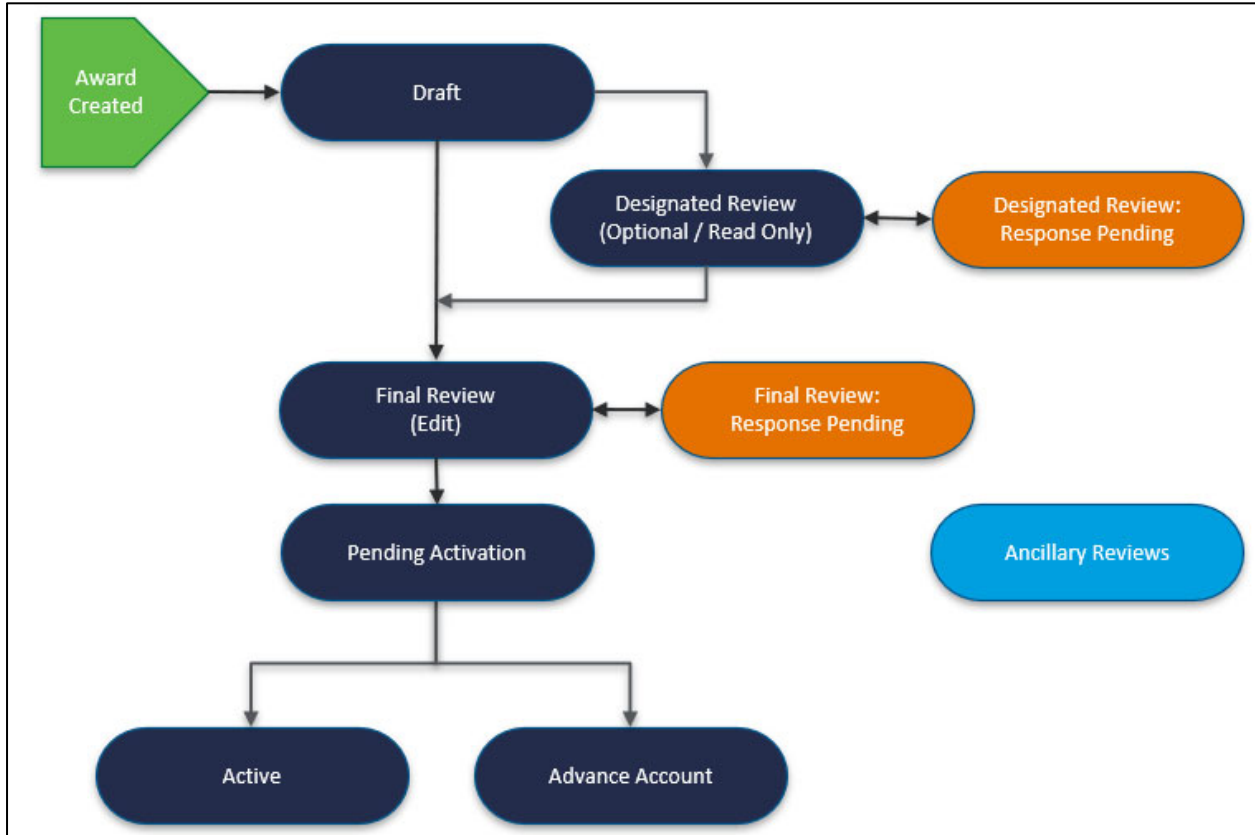 Award
Created
Draft
Designated Review
(Optional / Read Only)
Designated Review:
Response Pending
Final Review
(Edit)
Final Review:
Response Pending
Pending Activation
Ancillary Reviews
Active
Advance Account